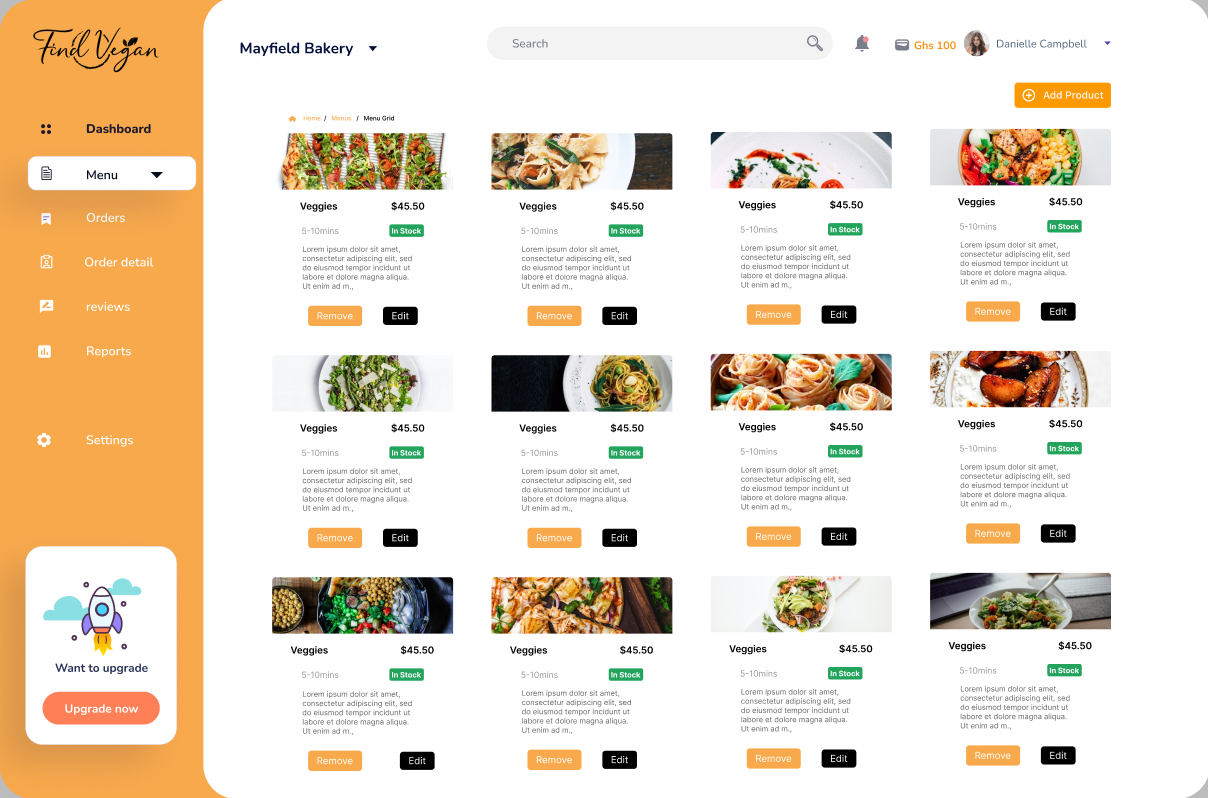 Find Vegan
Mayfield Bakery
Search
Ghs 100
Danielle Campbell
Add Product
Dashboard
Menu
Orders
Order detail
reviews
Reports
Settings
Want to upgrade
Upgrade now
Home / Menus / Menu Grid
Veggies $45.50
5-10mins In Stock
Lorem ipsum dolor sit amet,
consectetur adipiscing elit, sed
do eiusmod tempor incidunt ut
labore et dolore magna aliqua.
Ut enim ad m.,
Remove Edit
Veggies $45.50
5-10mins In Stock
Lorem ipsum dolor sit amet,
consectetur adipiscing elit, sed
do eiusmod tempor incidunt ut
labore et dolore magna aliqua.
Ut enim ad m.,
Remove Edit
Veggies $45.50
5-10mins In Stock
Lorem ipsum dolor sit amet,
consectetur adipiscing elit, sed
do eiusmod tempor incidunt ut
labore et dolore magna aliqua.
Ut enim ad m.,
Remove Edit
Veggies $45.50
5-10mins In Stock
Lorem ipsum dolor sit amet,
consectetur adipiscing elit, sed
do eiusmod tempor incidunt ut
labore et dolore magna aliqua.
Ut enim ad m.,
Remove Edit
Veggies $45.50
5-10mins In Stock
Lorem ipsum dolor sit amet,
consectetur adipiscing elit, sed
do eiusmod tempor incidunt ut
labore et dolore magna aliqua.
Ut enim ad m.,
Remove Edit
Veggies $45.50
5-10mins In Stock
Lorem ipsum dolor sit amet,
consectetur adipiscing elit, sed
do eiusmod tempor incidunt ut
labore et dolore magna aliqua.
Ut enim ad m.,
Remove Edit
Veggies $45.50
5-10mins In Stock
Lorem ipsum dolor sit amet,
consectetur adipiscing elit, sed
do eiusmod tempor incidunt ut
labore et dolore magna aliqua.
Ut enim ad m.,
Remove Edit
Veggies $45.50
5-10mins In Stock
Lorem ipsum dolor sit amet,
consectetur adipiscing elit, sed
do eiusmod tempor incidunt ut
labore et dolore magna aliqua.
Ut enim ad m.,
Remove Edit
Veggies $45.50
5-10mins In Stock
Lorem ipsum dolor sit amet,
consectetur adipiscing elit, sed
do eiusmod tempor incidunt ut
labore et dolore magna aliqua.
Ut enim ad m.,
Remove Edit
Veggies $45.50
5-10mins In Stock
Lorem ipsum dolor sit amet,
consectetur adipiscing elit, sed
do eiusmod tempor incidunt ut
labore et dolore magna aliqua.
Ut enim ad m.,
Remove Edit
Veggies $45.50
5-10mins In Stock
Lorem ipsum dolor sit amet,
consectetur adipiscing elit, sed
do eiusmod tempor incidunt ut
labore et dolore magna aliqua.
Ut enim ad m.,
Remove Edit
Veggies $45.50
5-10mins In Stock
Lorem ipsum dolor sit amet,
consectetur adipiscing elit, sed
do eiusmod tempor incidunt ut
labore et dolore magna aliqua.
Ut enim ad m.,
Remove Edit